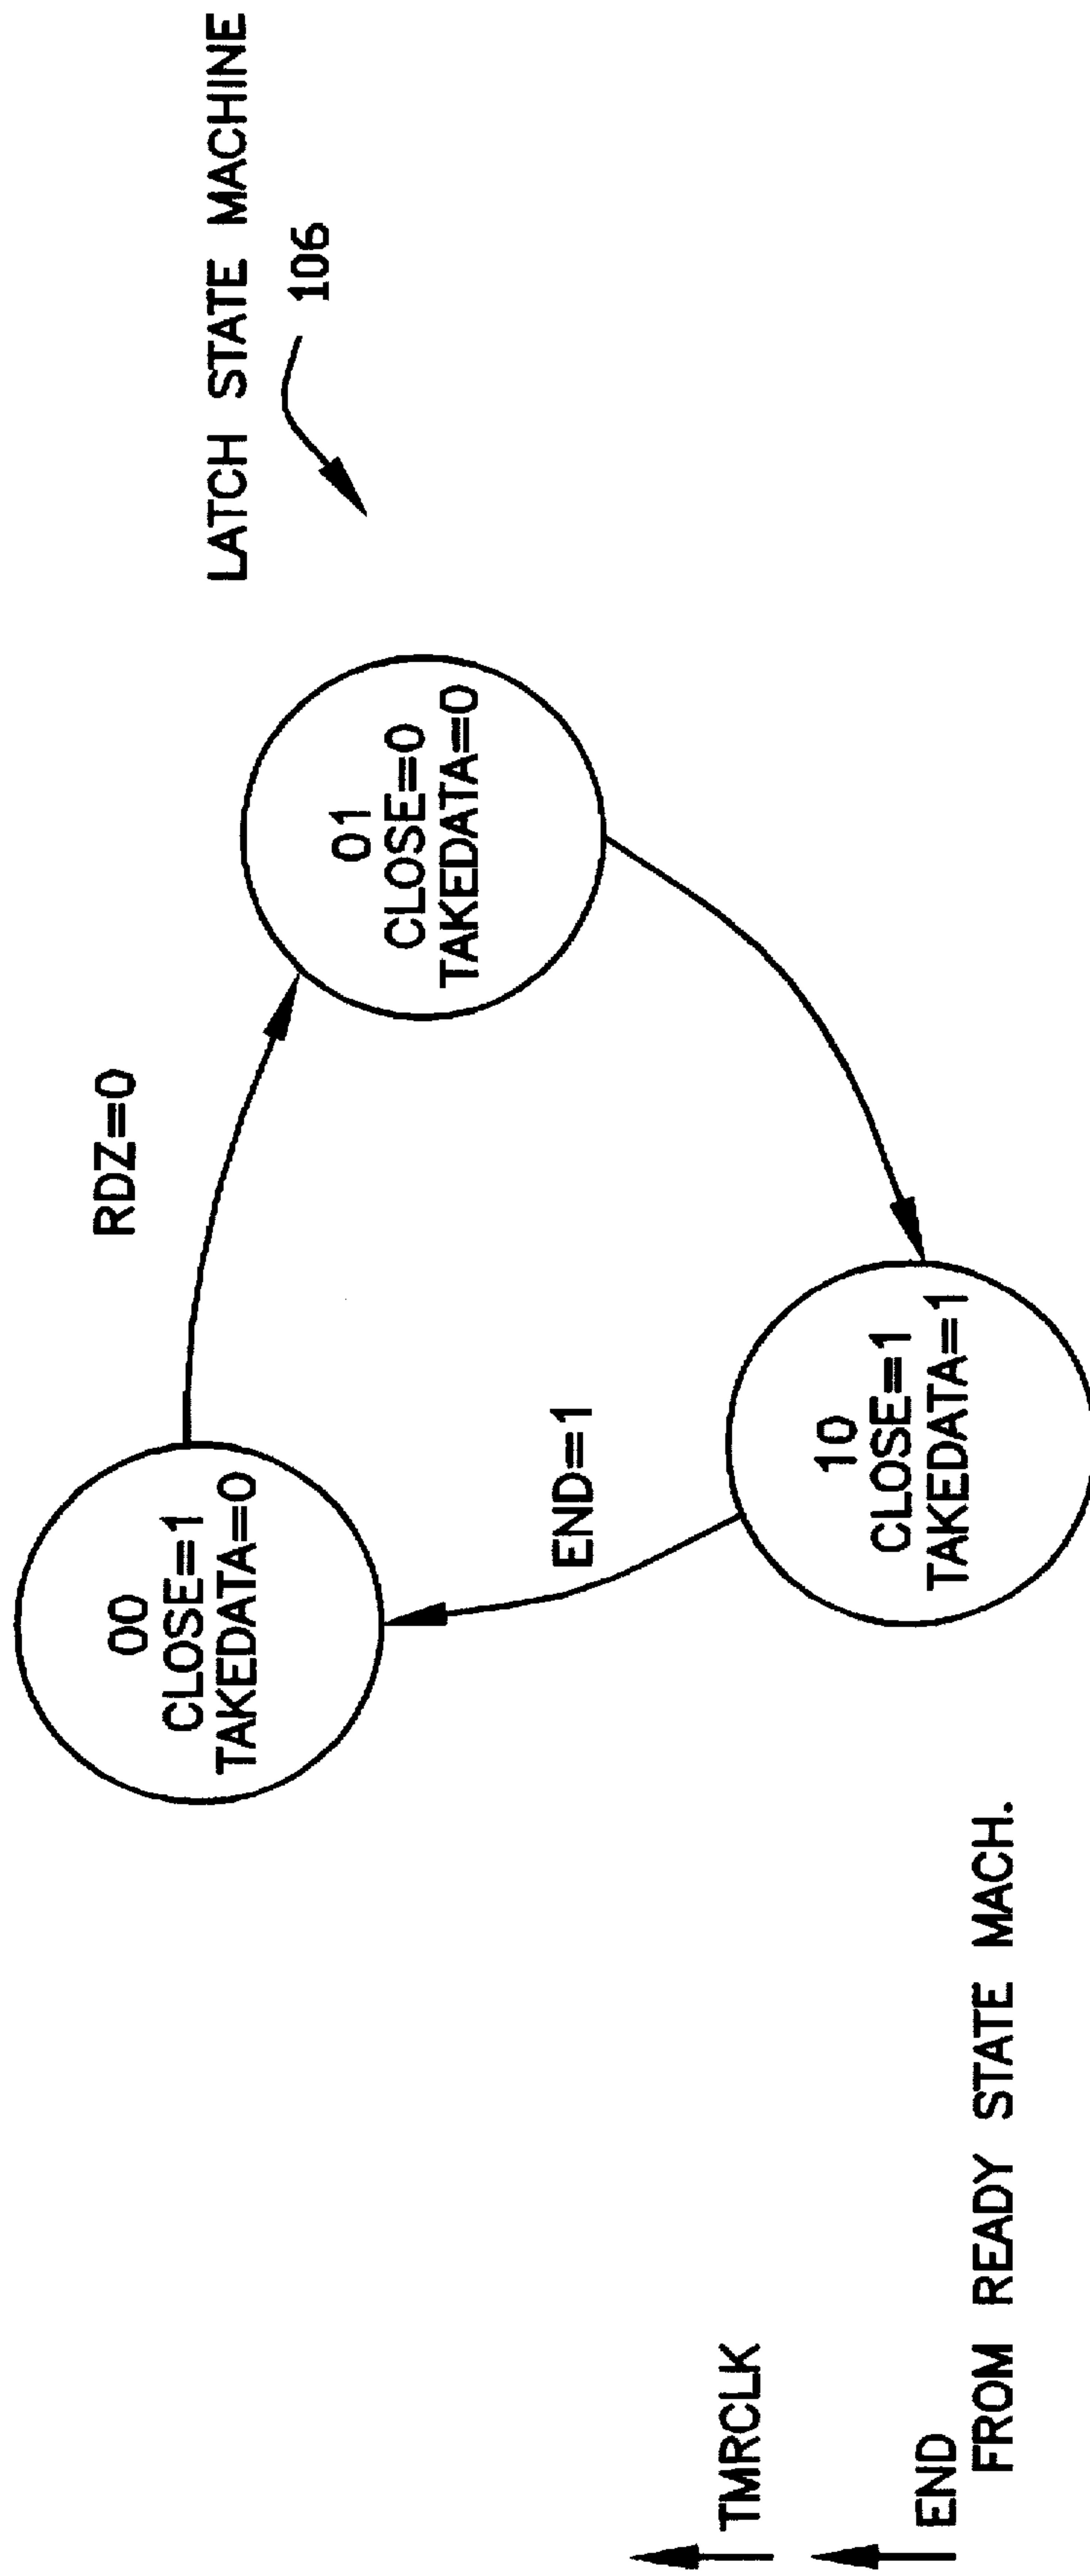 LATCH STATE MACHINE
106
RDZ=0
00
CLOSE=1
TAKEDATA=0
01
CLOSE=0
TAKEDATA=0
END=1
10
CLOSE=1
TAKEDATA=1
TMRCLK
END
FROM READY STATE MACH.